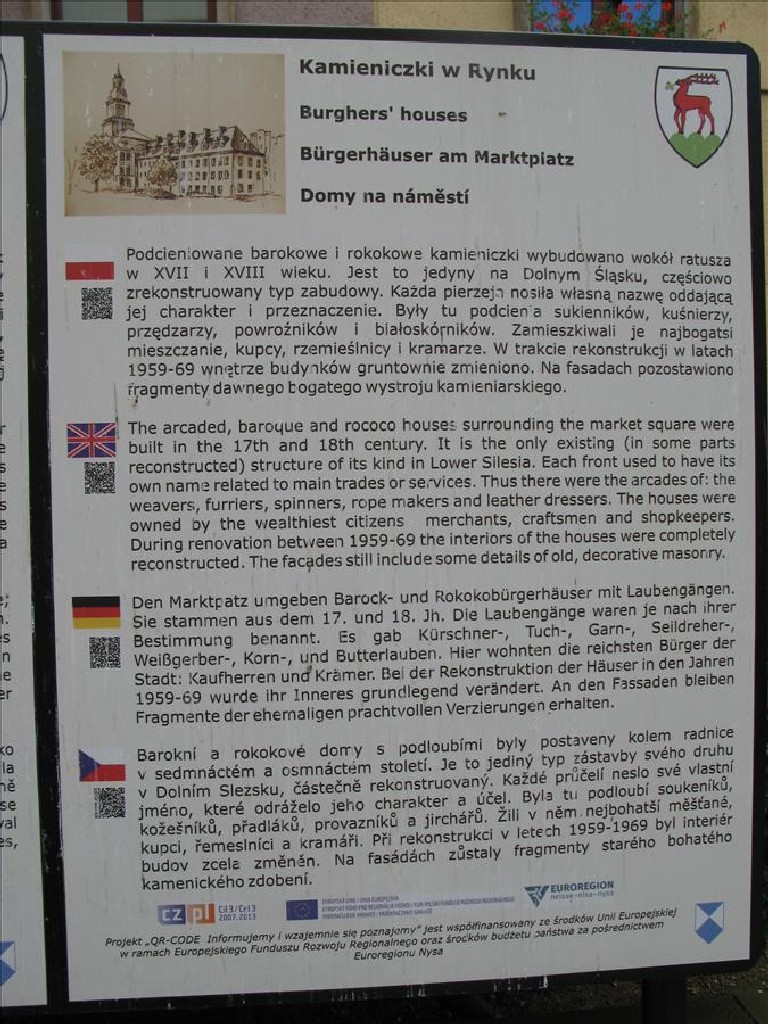 Kamieniczki w Rynku
Burghers' houses
Bürgerhäuser am Marktplatz
Domy na náměstí
Podcieniowane barokowe i rokokowe kamieniczki wybudowano wokół ratusza
w XVII i XVIII wieku. Jest to jedyny na Dolnym Śląsku, częściowo
zrekonstruowany typ zabudowy. Każda pierzeja nosiła własną nazwę oddającą
jej charakter i przeznaczenie. Były tu podcienia sukienników, kuśnierzy,
przędzarzy, powroźników i białoskórników. Zamieszkiwali je najbogatsi
mieszczanie, kupcy, rzemieślnicy i kramarze. W trakcie rekonstrukcji w latach
1959-69 wnętrze budynków gruntownie zmieniono. Na fasadach pozostawiono
fragmenty dawnego bogatego wystroju kamieniarskiego.
The arcaded, baroque and rococo houses surrounding the market square were
built in the 17th and 18th century. It is the only existing (in some parts
reconstructed) structure of its kind in Lower Silesia. Each front used to have its
own name related to main trades or services. Thus there were the arcades of: the
weavers, furriers, spinners, rope makers and leather dressers. The houses were
owned by the wealthiest citizens merchants, craftsmen and shopkeepers.
During renovation between 1959-69 the interiors of the houses were completely
reconstructed. The façades still include some details of old, decorative masonry.
Den Marktpatz umgeben Barock- und Rokokobürgerhäuser mit Laubengängen.
Sie stammen aus dem 17. und 18. Jh. Die Laubengänge waren je nach ihrer
Bestimmung benannt. Es gab Kürschner-, Tuch-, Garn-, Seildreher-,
Weißgerber-, Korn-, und Butterlauben. Hier wohnten die reichsten Bürger der
Stadt: Kaufherren und Krämer. Bei der Rekonstruktion der Häuser in den Jahren
1959-69 wurde ihr Inneres grundlegend verändert. An den Fassaden bleiben
Fragmente der ehemaligen prachtvollen Verzierungen erhalten.
Barokní a rokokové domy s podloubími byly postaveny kolem radnice
v sedmnáctém a osmnáctém století. Je to jediný typ zástavby svého druhu
v Dolním Slezsku, částečně rekonstruovaný. Každé průčelí neslo své vlastní
jméno, které odráželo jeho charakter a účel. Byla tu podloubí soukeníků,
kožešníků, přadláků, provazníků a jirchářů. Žili v něm nejbohatší měšťané,
kupci, řemeslníci a kramáři. Při rekonstrukci v letech 1959-1969 byl interiér
budov zcela změněn. Na fasádách zůstaly fragmenty starého bohatého
kamenického zdobení.
cz pl Cíl3/Cel3 2007-2013
EUROREGION
neisse-nisa-nysa
Projekt „QR-CODE Informujemy i wzajemnie się poznajemy" jest współfinansowany ze środków Unii Europejskiej
w ramach Europejskiego Funduszu Rozwoju Regionalnego oraz środków budżetu państwa za pośrednictwem
Euroregionu Nysa